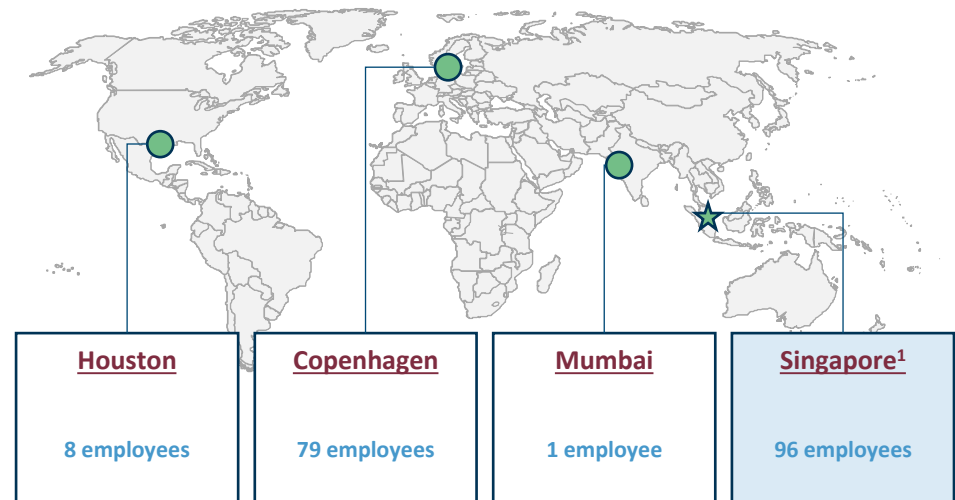 Houston
8 employees
Copenhagen
79 employees
Mumbai
1 employee
Singapore¹
96 employees